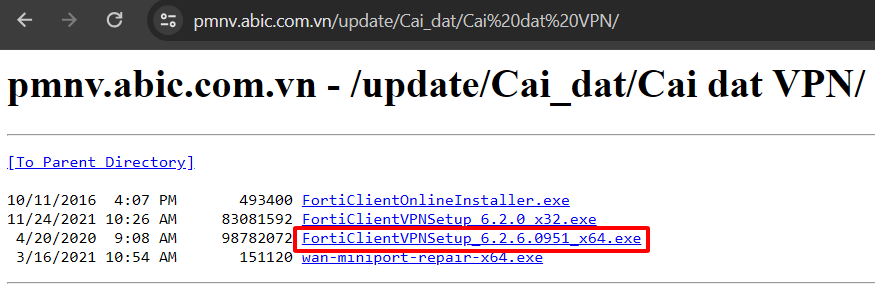 pmnv.abic.com.vn/update/Cai_dat/Cai%20dat%20VPN/
pmnv.abic.com.vn - /update/Cai_dat/Cai dat VPN/
[To Parent Directory]
10/11/2016 4:07 PM 493400 FortiClientOnlineInstaller.exe
11/24/2021 10:26 AM 83081592 FortiClientVPNSetup_6.2.0_x32.exe
4/20/2020 9:08 AM 98782072 FortiClientVPNSetup_6.2.6.0951_x64.exe
3/16/2021 10:54 AM 151120 wan-miniport-repair-x64.exe